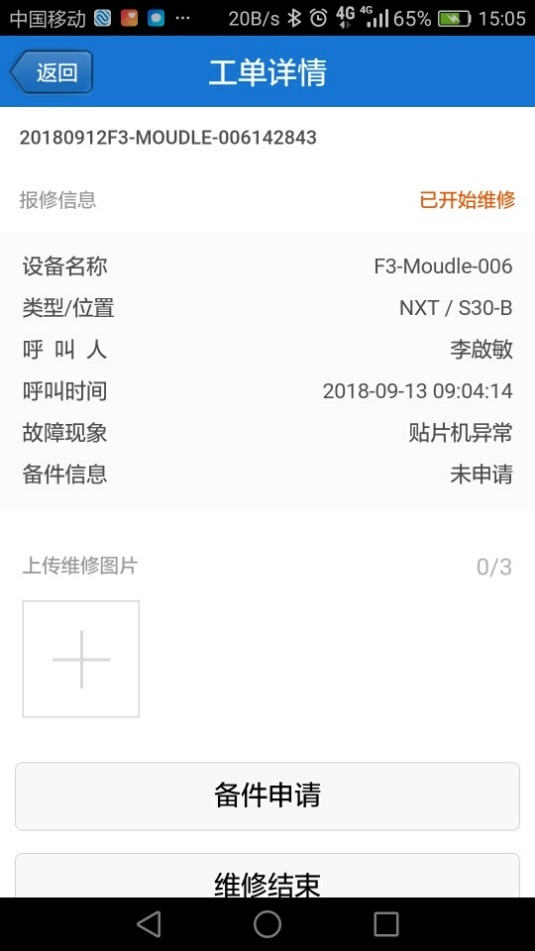 中国移动 ... 20B/s 4G 4G 65% 15:05
返回 工单详情
20180912F3-MOUDLE-006142843
报修信息 已开始维修
设备名称 F3-Moudle-006
类型/位置 NXT / S30-B
呼 叫 人 李啟敏
呼叫时间 2018-09-13 09:04:14
故障现象 贴片机异常
备件信息 未申请
上传维修图片 0/3
备件申请
维修结束